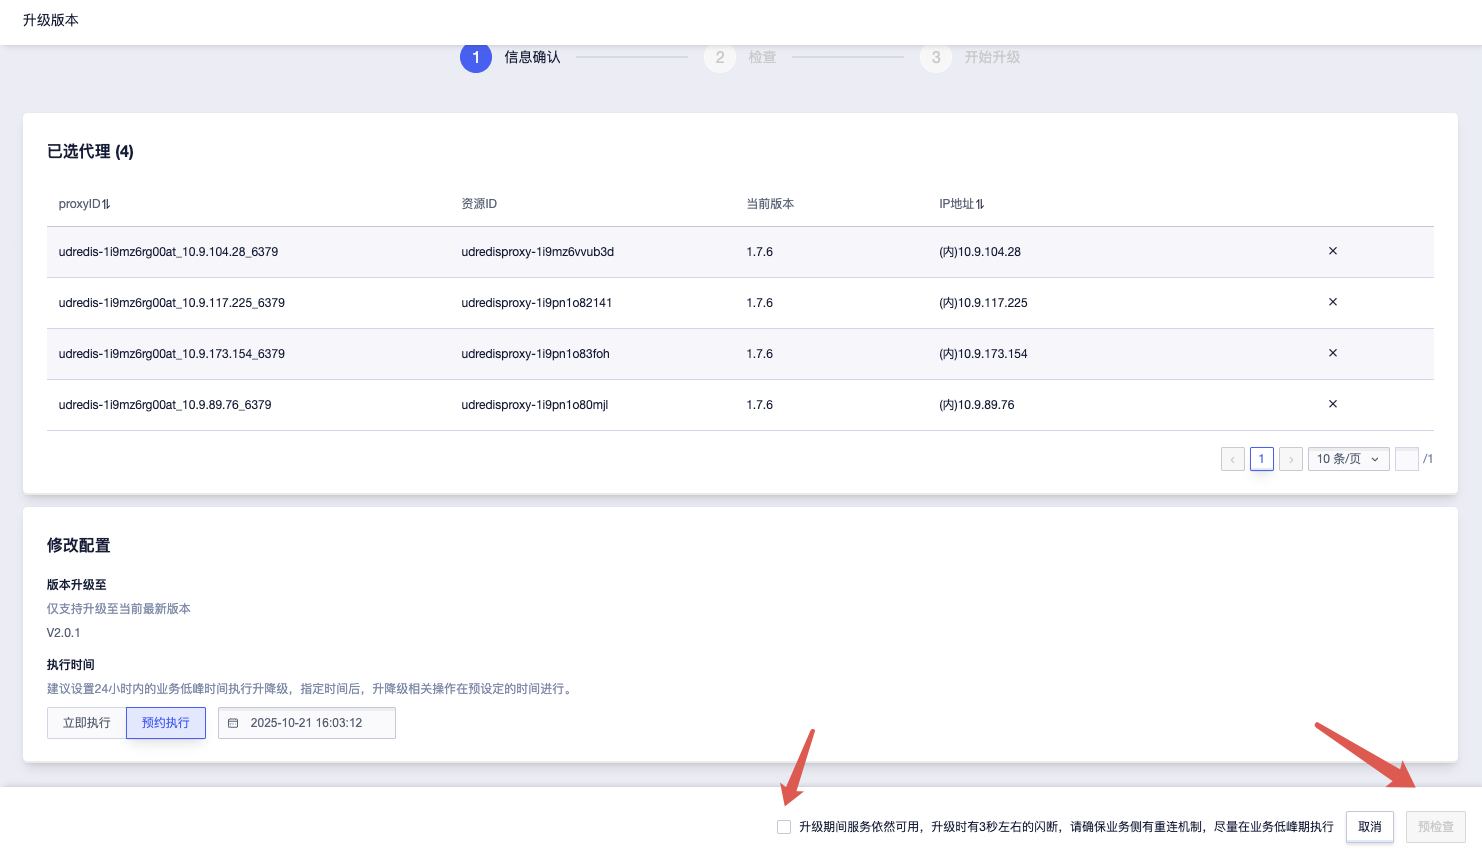 升级版本
1 信息确认 2 检查 3 开始升级
已选代理 (4)
proxyID 资源ID 当前版本 IP地址
udredis-1i9mz6rg00at_10.9.104.28_6379 udredisproxy-1i9mz6vvub3d 1.7.6 (内)10.9.104.28
udredis-1i9mz6rg00at_10.9.117.225_6379 udredisproxy-1i9pn1o82141 1.7.6 (内)10.9.117.225
udredis-1i9mz6rg00at_10.9.173.154_6379 udredisproxy-1i9pn1o83foh 1.7.6 (内)10.9.173.154
udredis-1i9mz6rg00at_10.9.89.76_6379 udredisproxy-1i9pn1o80mjl 1.7.6 (内)10.9.89.76
1 10 条/页 /1
修改配置
版本升级至
仅支持升级至当前最新版本
V2.0.1
执行时间
建议设置24小时内的业务低峰时间执行升降级，指定时间后，升降级相关操作在预设定的时间进行。
立即执行 预约执行 2025-10-21 16:03:12
升级期间服务依然可用，升级时有3秒左右的闪断，请确保业务侧有重连机制，尽量在业务低峰期执行 取消 预检查